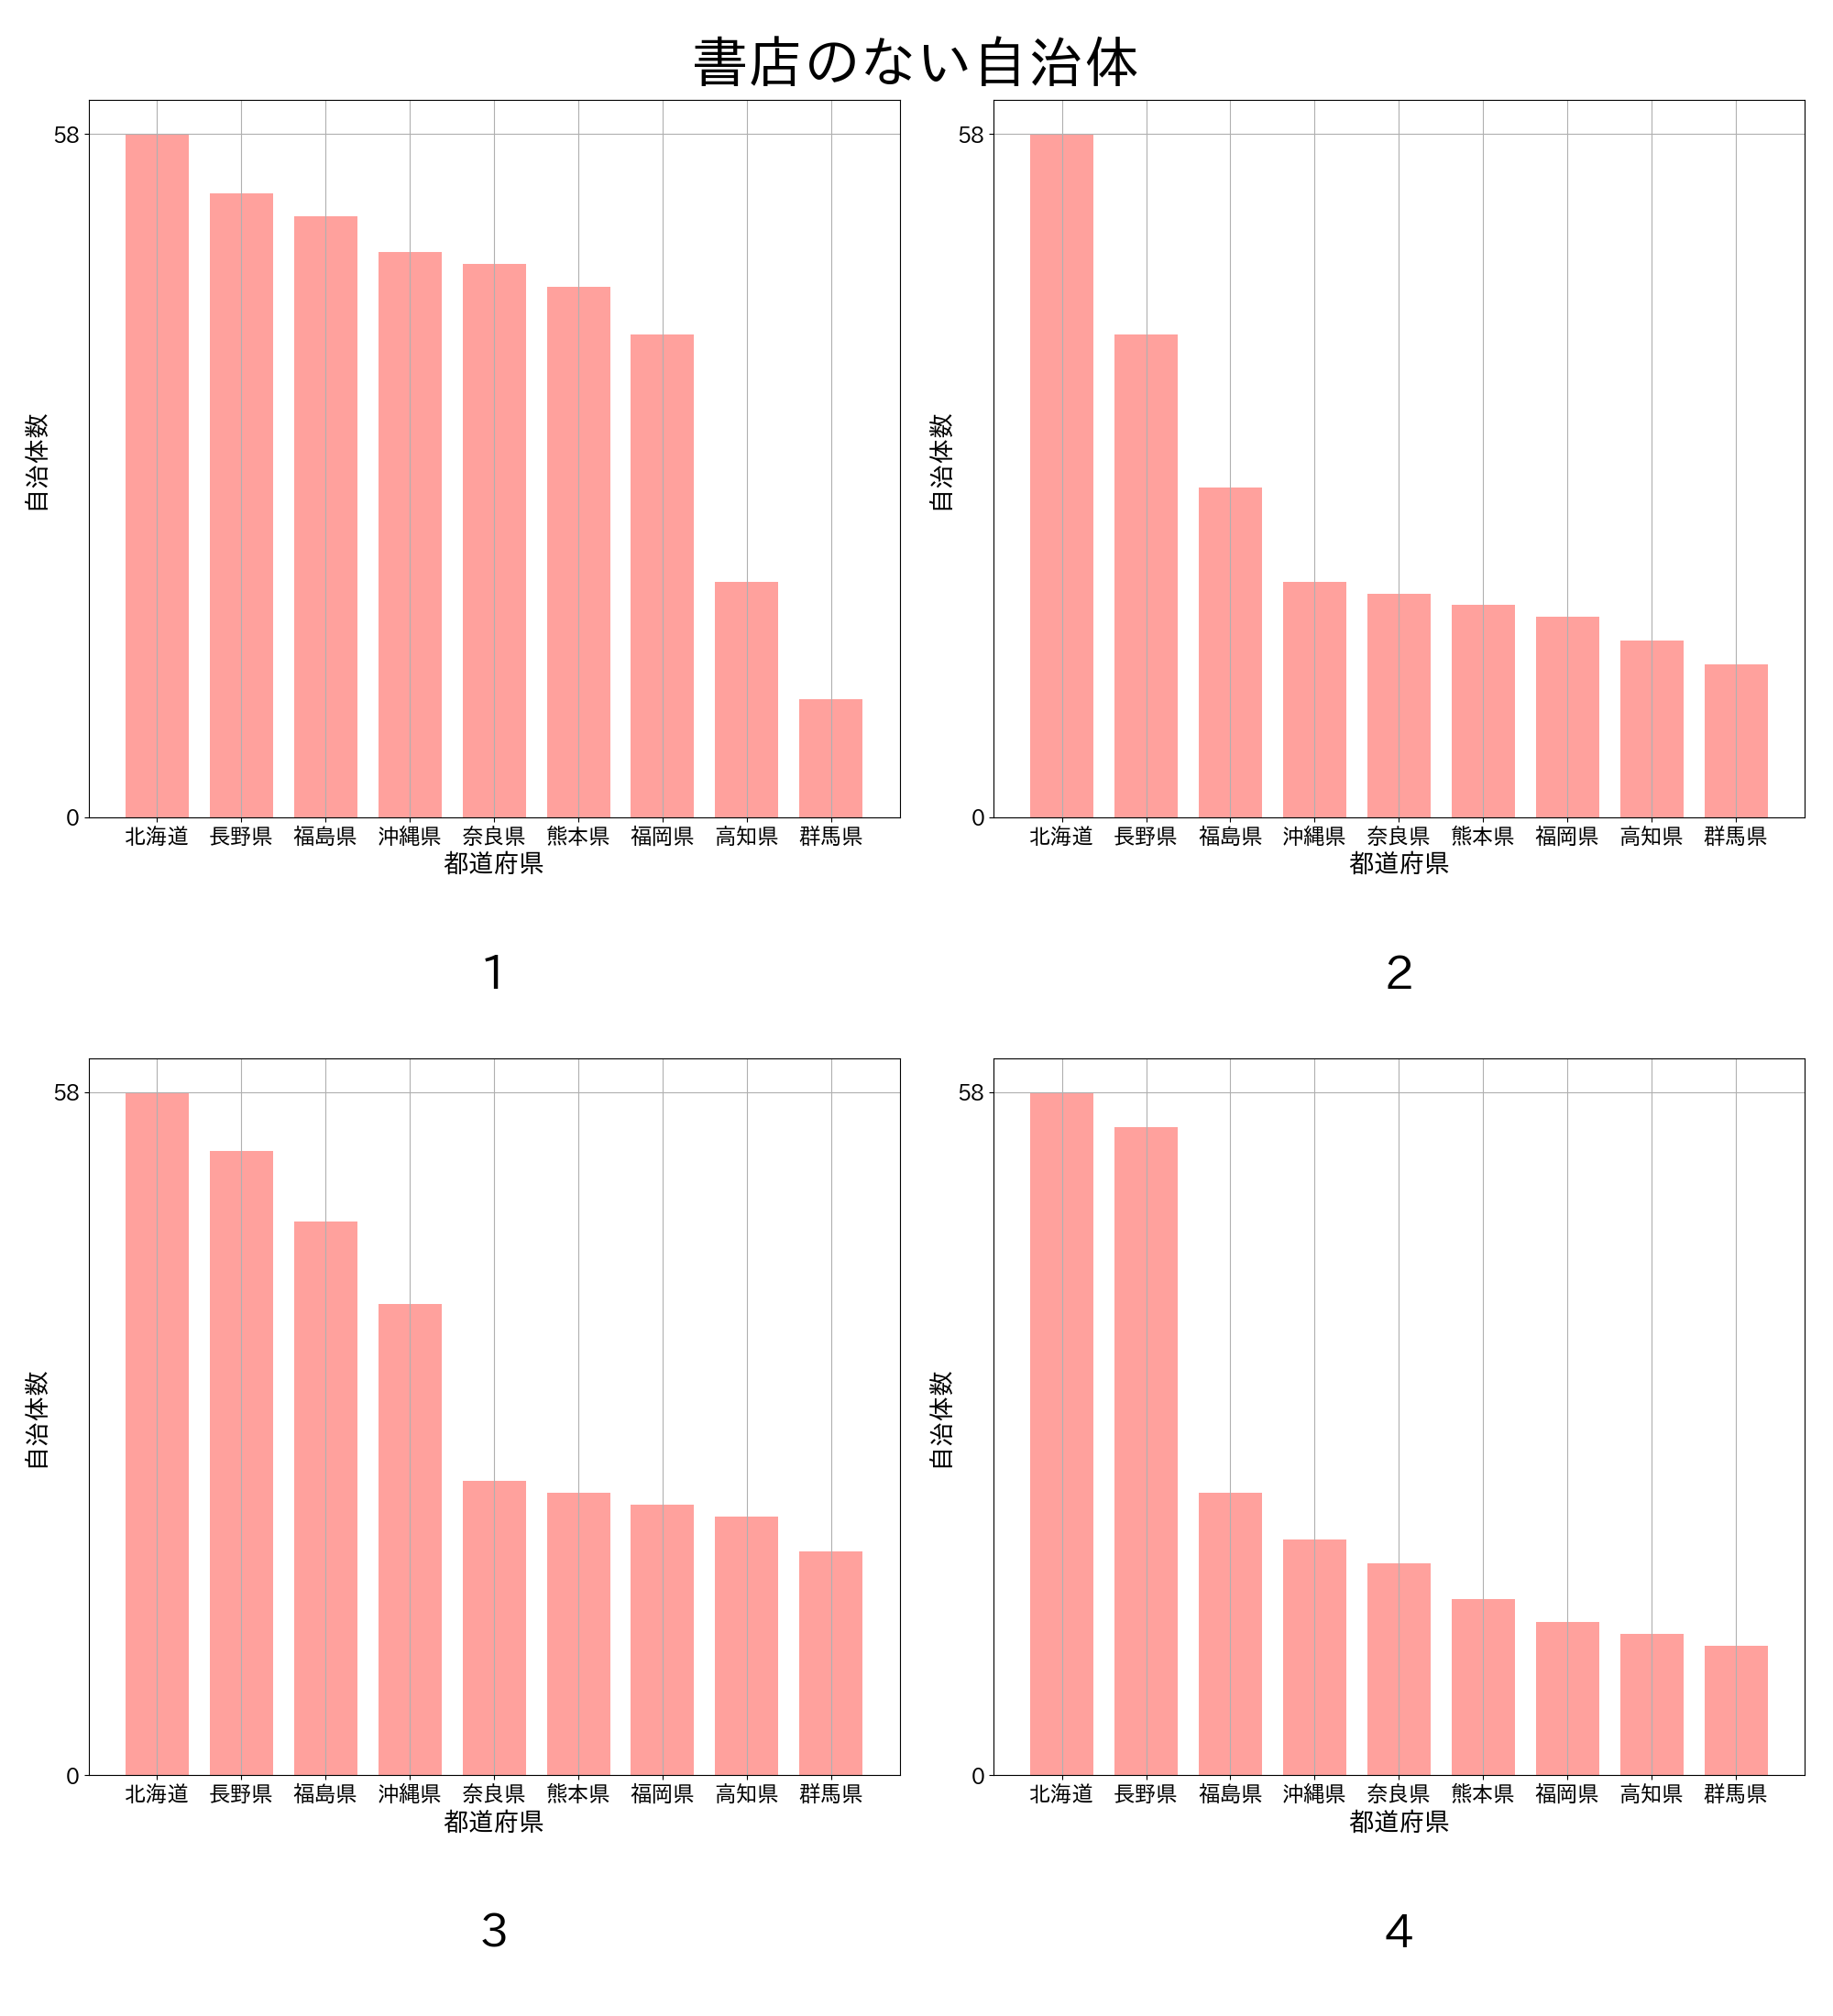 書店のない自治体
58
0
自治体数
北海道 長野県 福島県 沖縄県 奈良県 熊本県 福岡県 高知県 群馬県
都道府県
1
58
0
自治体数
北海道 長野県 福島県 沖縄県 奈良県 熊本県 福岡県 高知県 群馬県
都道府県
2
58
0
自治体数
北海道 長野県 福島県 沖縄県 奈良県 熊本県 福岡県 高知県 群馬県
都道府県
3
58
0
自治体数
北海道 長野県 福島県 沖縄県 奈良県 熊本県 福岡県 高知県 群馬県
都道府県
4